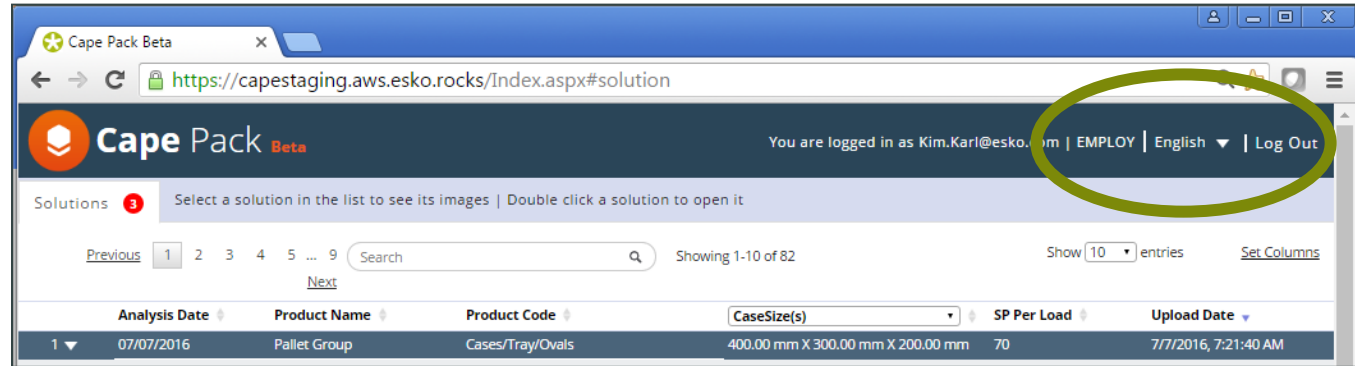 Cape Pack Beta
https://capestaging.aws.esko.rocks/Index.aspx#solution
Cape Pack Beta
You are logged in as Kim.Karl@esko.com | EMPLOY | English ▼ | Log Out
Solutions 3 Select a solution in the list to see its images | Double click a solution to open it
Previous 1 2 3 4 5 ... 9 Search Showing 1-10 of 82 Show 10 entries Set Columns
Next
Analysis Date Product Name Product Code CaseSize(s) SP Per Load Upload Date
1 07/07/2016 Pallet Group Cases/Tray/Ovals 400.00 mm X 300.00 mm X 200.00 mm 70 7/7/2016, 7:21:40 AM